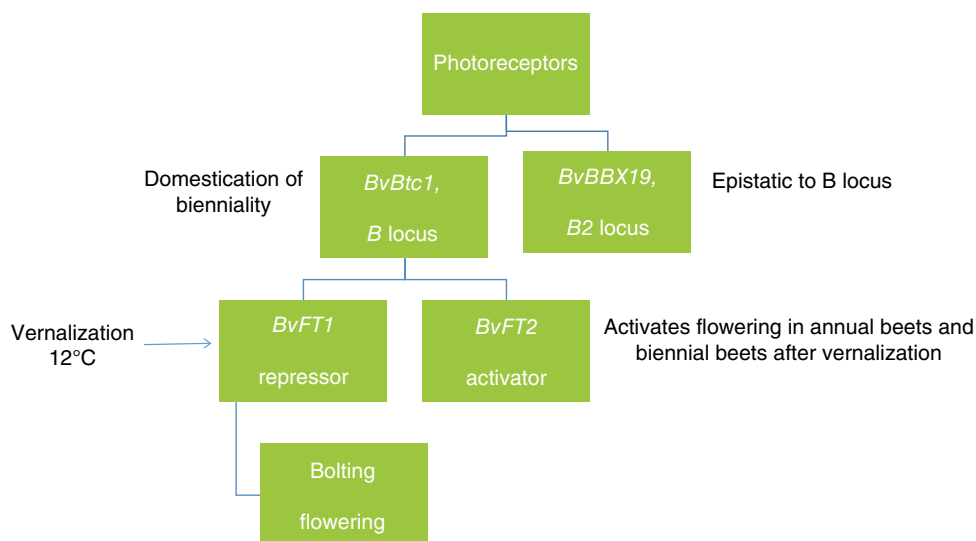 Photoreceptors
Domestication of
bienniality
BvBtc1,
B locus
BvBBX19,
B2 locus
Epistatic to B locus
Vernalization
12°C
BvFT1
repressor
BvFT2
activator
Activates flowering in annual beets and
biennial beets after vernalization
Bolting
flowering